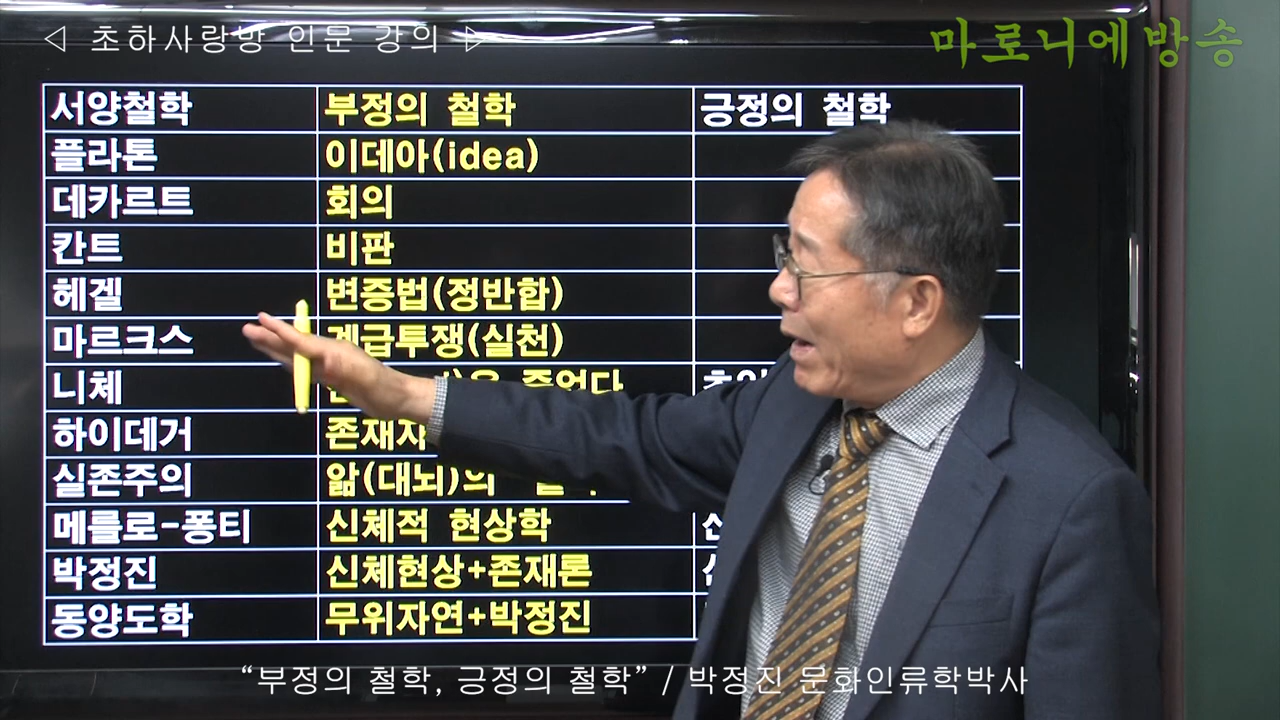 ◁ 초하사랑방 인문 강의 ▷
마로니에방송
서양철학 부정의 철학 긍정의 철학
플라톤 이데아(idea)
데카르트 회의
칸트 비판
헤겔 변증법(정반합)
마르크스 계급투쟁(실천)
니체 죽었다
하이데거 존재자
실존주의 앎(대뇌)의
메를로-퐁티 신체적 현상학
박정진 신체현상+존재론
동양도학 무위자연+박정진
“부정의 철학, 긍정의 철학” / 박정진 문화인류학박사